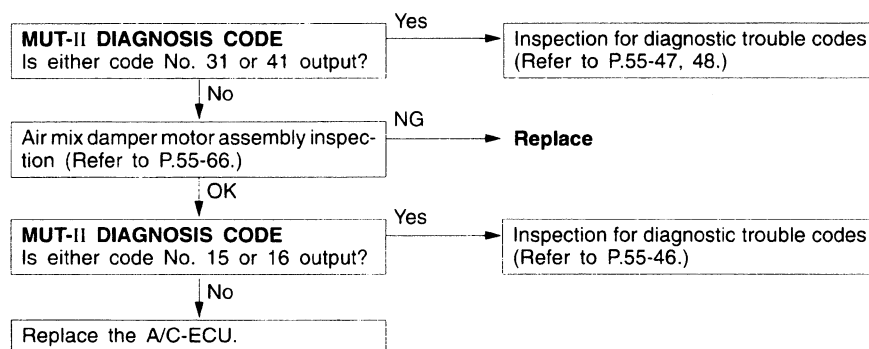 MUT-II DIAGNOSIS CODE
Is either code No. 31 or 41 output?
Yes
Inspection for diagnostic trouble codes
(Refer to P.55-47, 48.)
No
Air mix damper motor assembly inspec-
tion (Refer to P.55-66.)
NG
Replace
OK
MUT-II DIAGNOSIS CODE
Is either code No. 15 or 16 output?
Yes
Inspection for diagnostic trouble codes
(Refer to P.55-46.)
No
Replace the A/C-ECU.